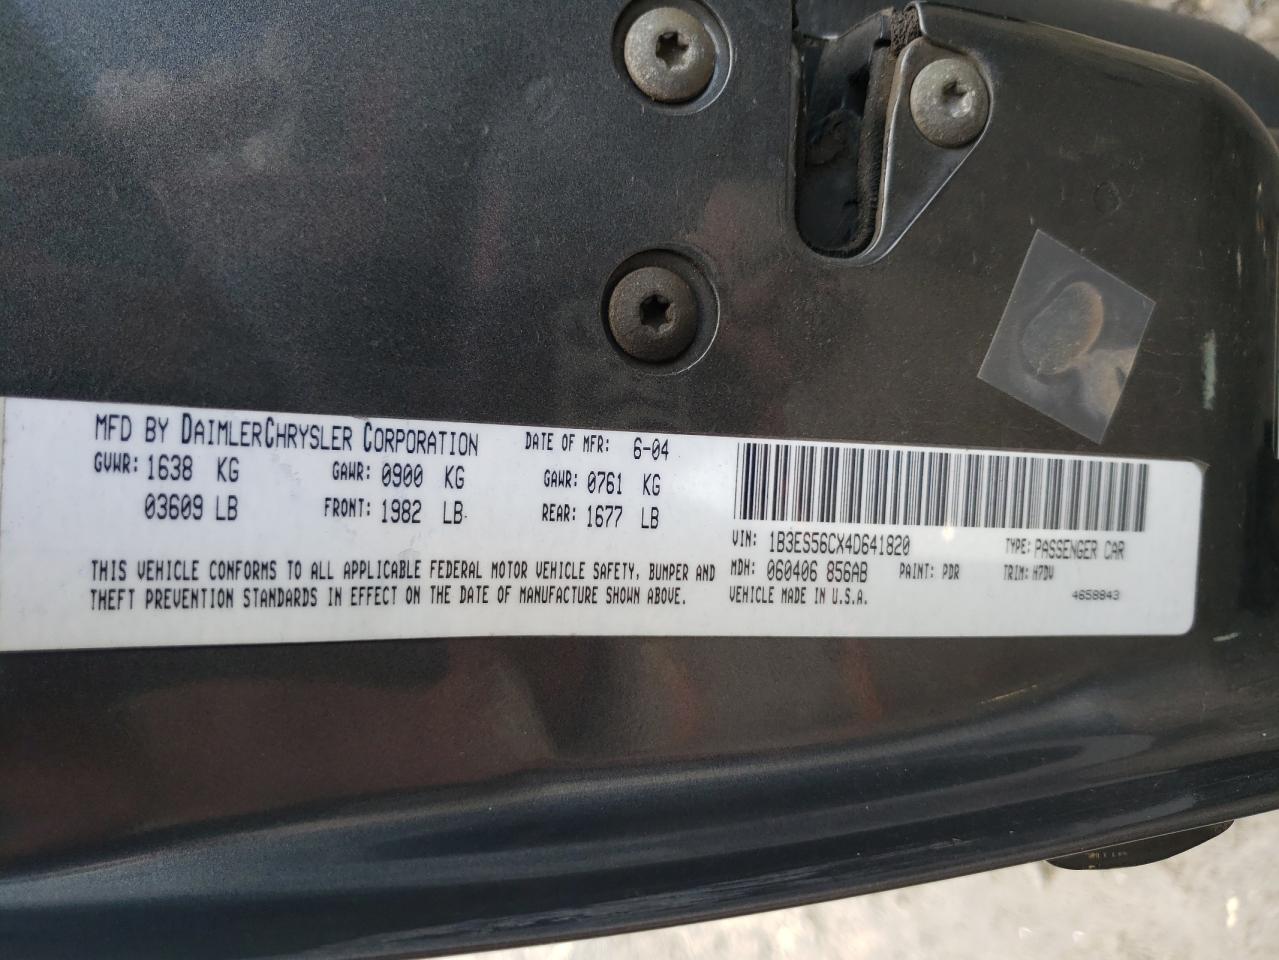 MFD BY DAIMLERCHRYSLER CORPORATION DATE OF MFR: 6-04
GVWR: 1638 KG GAWR: 0900 KG GAWR: 0761 KG
03609 LB FRONT: 1982 LB REAR: 1677 LB
THIS VEHICLE CONFORMS TO ALL APPLICABLE FEDERAL MOTOR VEHICLE SAFETY, BUMPER AND
THEFT PREVENTION STANDARDS IN EFFECT ON THE DATE OF MANUFACTURE SHOWN ABOVE.
VIN: 1B3ES56CX4D641820 TYPE: PASSENGER CAR
MDH: 060406 856AB PAINT: PDR TRIM: H7DV
VEHICLE MADE IN U.S.A. 4658843